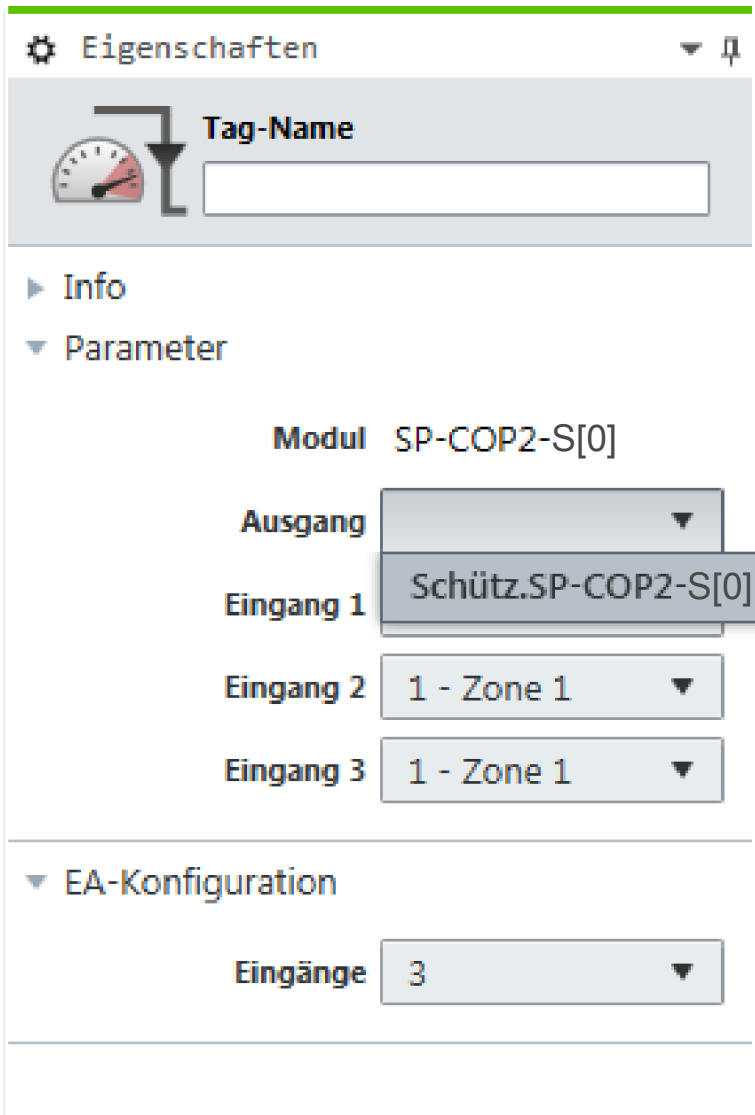 Eigenschaften
Tag-Name
Info
Parameter
Modul SP-COP2-S[0]
Ausgang
Schütz.SP-COP2-S[0]
Eingang 1
Eingang 2 1 - Zone 1
Eingang 3 1 - Zone 1
EA-Konfiguration
Eingänge 3